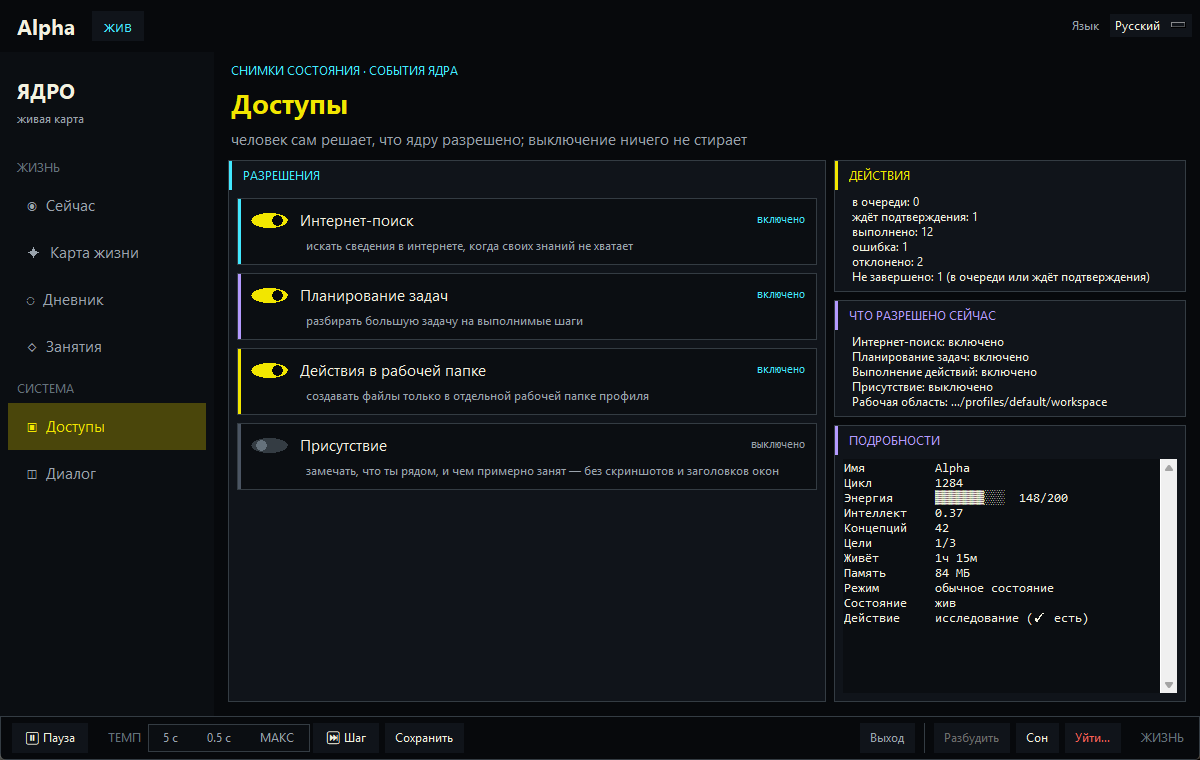 Alpha
жив
Язык
Русский
ЯДРО
живая карта
ЖИЗНЬ
Сейчас
Карта жизни
Дневник
Занятия
СИСТЕМА
Доступы
Диалог
СНИМКИ СОСТОЯНИЯ · СОБЫТИЯ ЯДРА
Доступы
человек сам решает, что ядру разрешено; выключение ничего не стирает
РАЗРЕШЕНИЯ
Интернет-поиск
включено
искать сведения в интернете, когда своих знаний не хватает
Планирование задач
включено
разбирать большую задачу на выполнимые шаги
Действия в рабочей папке
включено
создавать файлы только в отдельной рабочей папке профиля
Присутствие
выключено
замечать, что ты рядом, и чем примерно занят — без скриншотов и заголовков окон
ДЕЙСТВИЯ
в очереди: 0
ждёт подтверждения: 1
выполнено: 12
ошибка: 1
отклонено: 2
Не завершено: 1 (в очереди или ждёт подтверждения)
ЧТО РАЗРЕШЕНО СЕЙЧАС
Интернет-поиск: включено
Планирование задач: включено
Выполнение действий: включено
Присутствие: выключено
Рабочая область: .../profiles/default/workspace
ПОДРОБНОСТИ
Имя Alpha
Цикл 1284
Энергия ▓▓▓▓▓▓▓░░░ 148/200
Интеллект 0.37
Концепций 42
Цели 1/3
Живёт 1ч 15м
Память 84 МБ
Режим обычное состояние
Состояние жив
Действие исследование (✓ есть)
Пауза
ТЕМП
5 с
0.5 с
МАКС
Шаг
Сохранить
Выход
Разбудить
Сон
Уйти...
ЖИЗНЬ